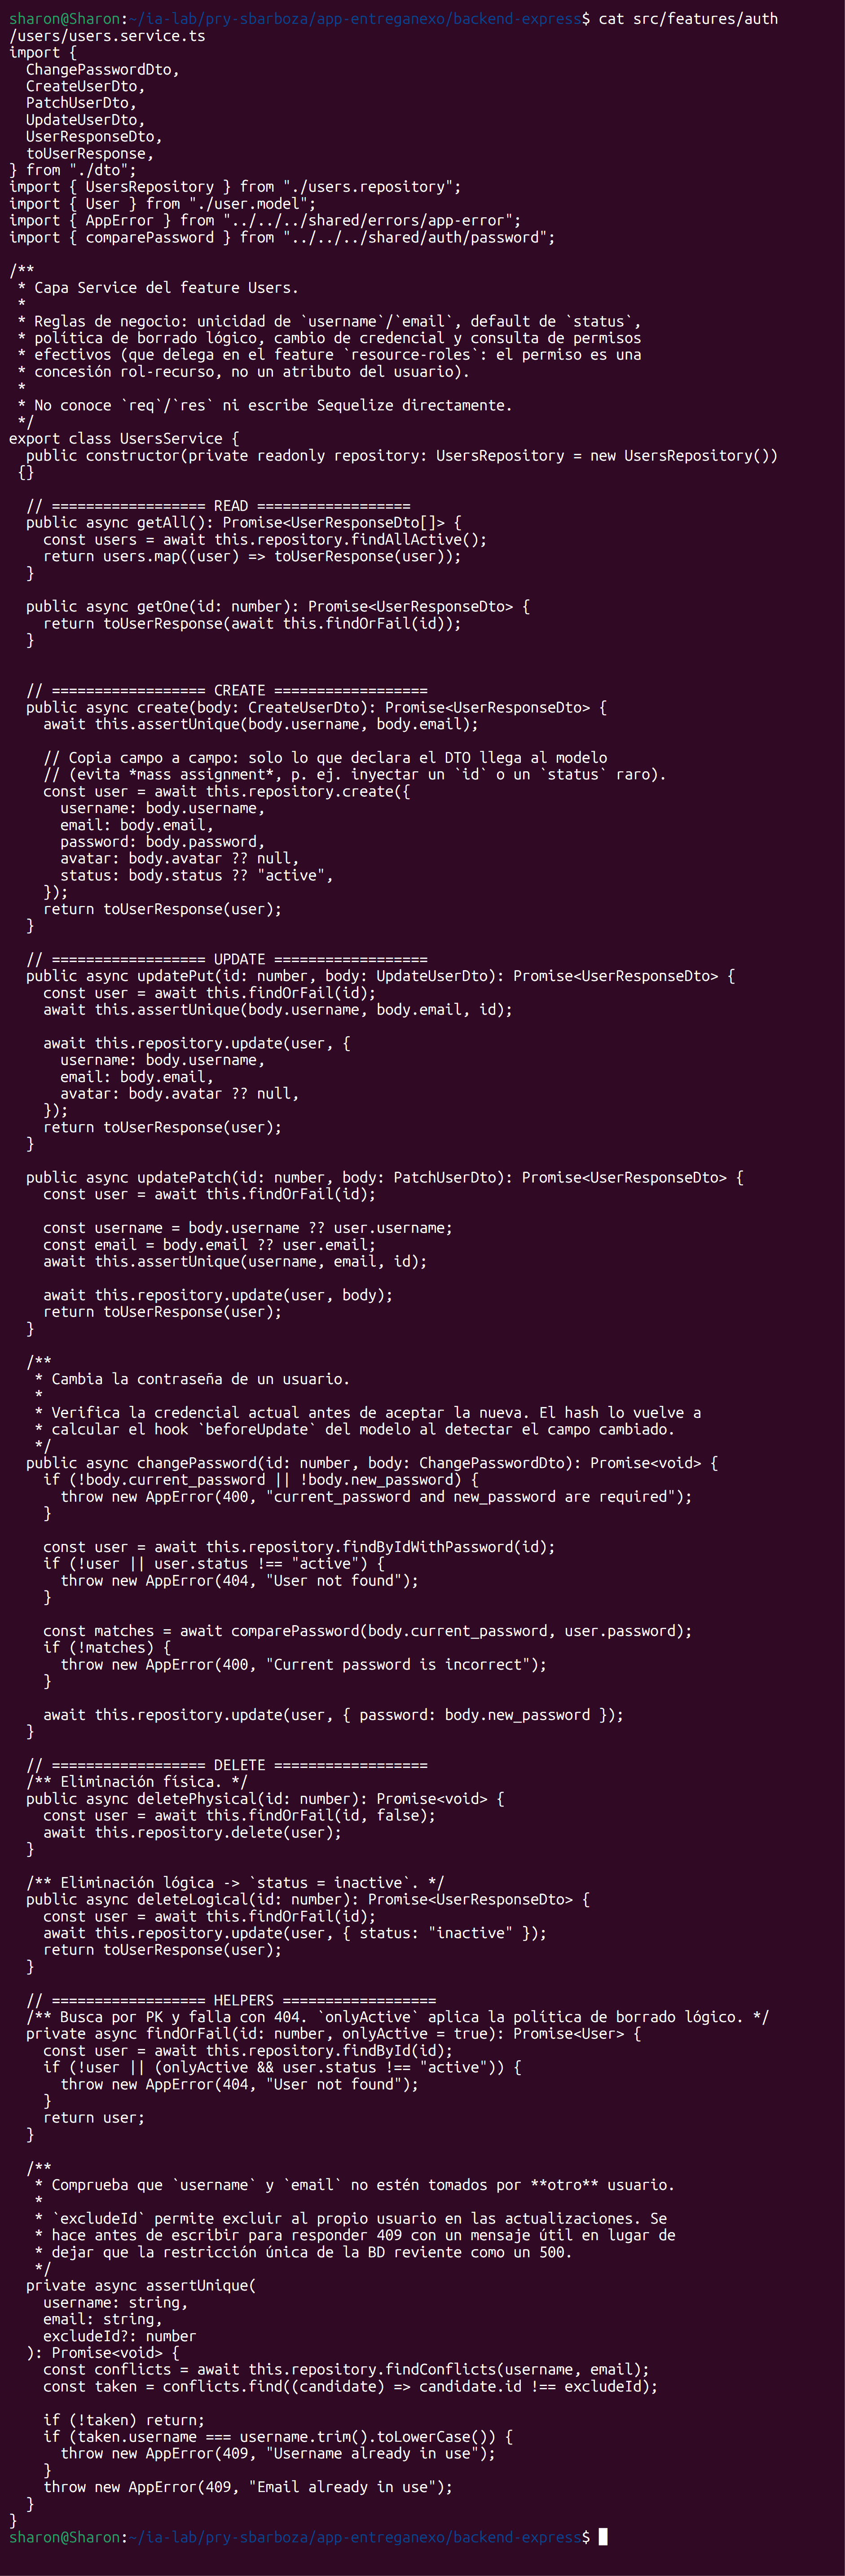 sharon@Sharon:~/ia-lab/pry-sbarboza/app-entreganexo/backend-express$ cat src/features/auth
/users/users.service.ts
import {
  ChangePasswordDto,
  CreateUserDto,
  PatchUserDto,
  UpdateUserDto,
  UserResponseDto,
  toUserResponse,
} from "./dto";
import { UsersRepository } from "./users.repository";
import { User } from "./user.model";
import { AppError } from "../../../shared/errors/app-error";
import { comparePassword } from "../../../shared/auth/password";

/**
 * Capa Service del feature Users.
 *
 * Reglas de negocio: unicidad de `username`/`email`, default de `status`,
 * política de borrado lógico, cambio de credencial y consulta de permisos
 * efectivos (que delega en el feature `resource-roles`: el permiso es una
 * concesión rol-recurso, no un atributo del usuario).
 *
 * No conoce `req`/`res` ni escribe Sequelize directamente.
 */
export class UsersService {
  public constructor(private readonly repository: UsersRepository = new UsersRepository())
 {}

  // ================== READ ==================
  public async getAll(): Promise<UserResponseDto[]> {
    const users = await this.repository.findAllActive();
    return users.map((user) => toUserResponse(user));
  }

  public async getOne(id: number): Promise<UserResponseDto> {
    return toUserResponse(await this.findOrFail(id));
  }


  // ================== CREATE ==================
  public async create(body: CreateUserDto): Promise<UserResponseDto> {
    await this.assertUnique(body.username, body.email);

    // Copia campo a campo: solo lo que declara el DTO llega al modelo
    // (evita *mass assignment*, p. ej. inyectar un `id` o un `status` raro).
    const user = await this.repository.create({
      username: body.username,
      email: body.email,
      password: body.password,
      avatar: body.avatar ?? null,
      status: body.status ?? "active",
    });
    return toUserResponse(user);
  }

  // ================== UPDATE ==================
  public async updatePut(id: number, body: UpdateUserDto): Promise<UserResponseDto> {
    const user = await this.findOrFail(id);
    await this.assertUnique(body.username, body.email, id);

    await this.repository.update(user, {
      username: body.username,
      email: body.email,
      avatar: body.avatar ?? null,
    });
    return toUserResponse(user);
  }

  public async updatePatch(id: number, body: PatchUserDto): Promise<UserResponseDto> {
    const user = await this.findOrFail(id);

    const username = body.username ?? user.username;
    const email = body.email ?? user.email;
    await this.assertUnique(username, email, id);

    await this.repository.update(user, body);
    return toUserResponse(user);
  }

  /**
   * Cambia la contraseña de un usuario.
   *
   * Verifica la credencial actual antes de aceptar la nueva. El hash lo vuelve a
   * calcular el hook `beforeUpdate` del modelo al detectar el campo cambiado.
   */
  public async changePassword(id: number, body: ChangePasswordDto): Promise<void> {
    if (!body.current_password || !body.new_password) {
      throw new AppError(400, "current_password and new_password are required");
    }

    const user = await this.repository.findByIdWithPassword(id);
    if (!user || user.status !== "active") {
      throw new AppError(404, "User not found");
    }

    const matches = await comparePassword(body.current_password, user.password);
    if (!matches) {
      throw new AppError(400, "Current password is incorrect");
    }

    await this.repository.update(user, { password: body.new_password });
  }

  // ================== DELETE ==================
  /** Eliminación física. */
  public async deletePhysical(id: number): Promise<void> {
    const user = await this.findOrFail(id, false);
    await this.repository.delete(user);
  }

  /** Eliminación lógica -> `status = inactive`. */
  public async deleteLogical(id: number): Promise<UserResponseDto> {
    const user = await this.findOrFail(id);
    await this.repository.update(user, { status: "inactive" });
    return toUserResponse(user);
  }

  // ================== HELPERS ==================
  /** Busca por PK y falla con 404. `onlyActive` aplica la política de borrado lógico. */
  private async findOrFail(id: number, onlyActive = true): Promise<User> {
    const user = await this.repository.findById(id);
    if (!user || (onlyActive && user.status !== "active")) {
      throw new AppError(404, "User not found");
    }
    return user;
  }

  /**
   * Comprueba que `username` y `email` no estén tomados por **otro** usuario.
   *
   * `excludeId` permite excluir al propio usuario en las actualizaciones. Se
   * hace antes de escribir para responder 409 con un mensaje útil en lugar de
   * dejar que la restricción única de la BD reviente como un 500.
   */
  private async assertUnique(
    username: string,
    email: string,
    excludeId?: number
  ): Promise<void> {
    const conflicts = await this.repository.findConflicts(username, email);
    const taken = conflicts.find((candidate) => candidate.id !== excludeId);

    if (!taken) return;
    if (taken.username === username.trim().toLowerCase()) {
      throw new AppError(409, "Username already in use");
    }
    throw new AppError(409, "Email already in use");
  }
}
sharon@Sharon:~/ia-lab/pry-sbarboza/app-entreganexo/backend-express$